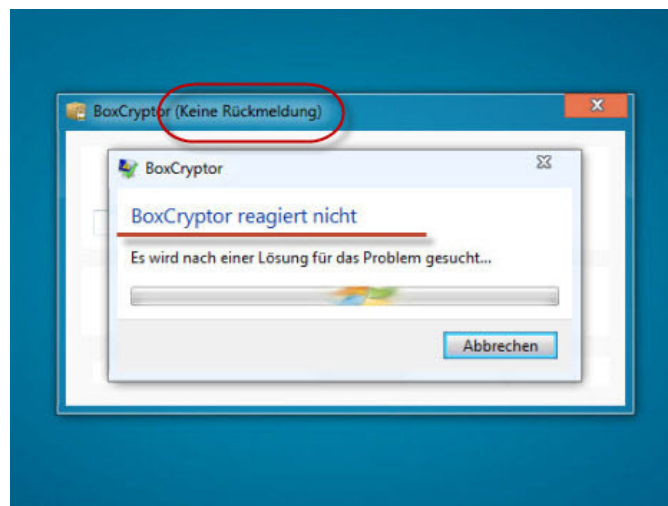 BoxCryptor (Keine Rückmeldung)
BoxCryptor
BoxCryptor reagiert nicht
Es wird nach einer Lösung für das Problem gesucht...
Abbrechen